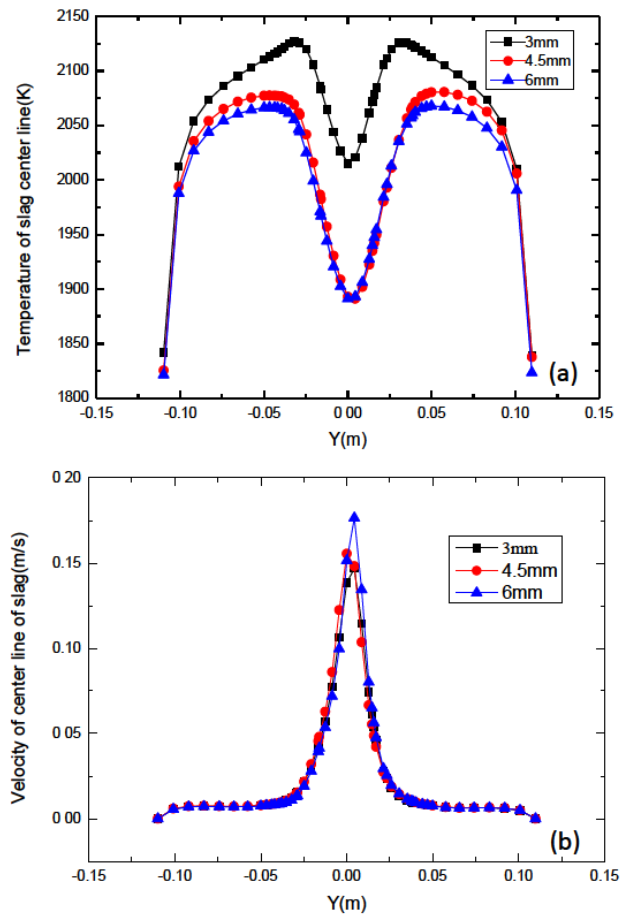 2150
2100
2050
2000
1950
1900
1850
1800
Temperature of slag center line(K)
3mm
4.5mm
6mm
(a)
-0.15 -0.10 -0.05 0.00 0.05 0.10 0.15
Y(m)
0 20
0.15
0.10
0.05
0 00
Velocity of center line of slag(m/s)
3mm
4.5mm
6mm
(b)
-0.15 -0.10 -0.05 0.00 0.05 0.10 0.15
Y(m)